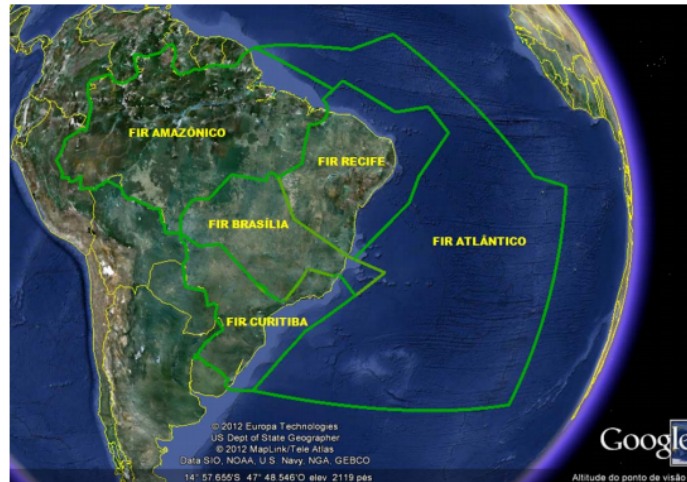 FIR AMAZÔNICO
FIR RECIFE
FIR BRASÍLIA
FIR ATLÂNTICO
FIR CURITIBA
© 2012 Europa Technologies
US Dept of State Geographer
© 2012 MapLink/Tele Atlas
Data SIO, NOAA, U.S. Navy, NGA, GEBCO
Google
14° 57.655'S 47° 48.546'O elev 2119 pés
Altitude do ponto de visão